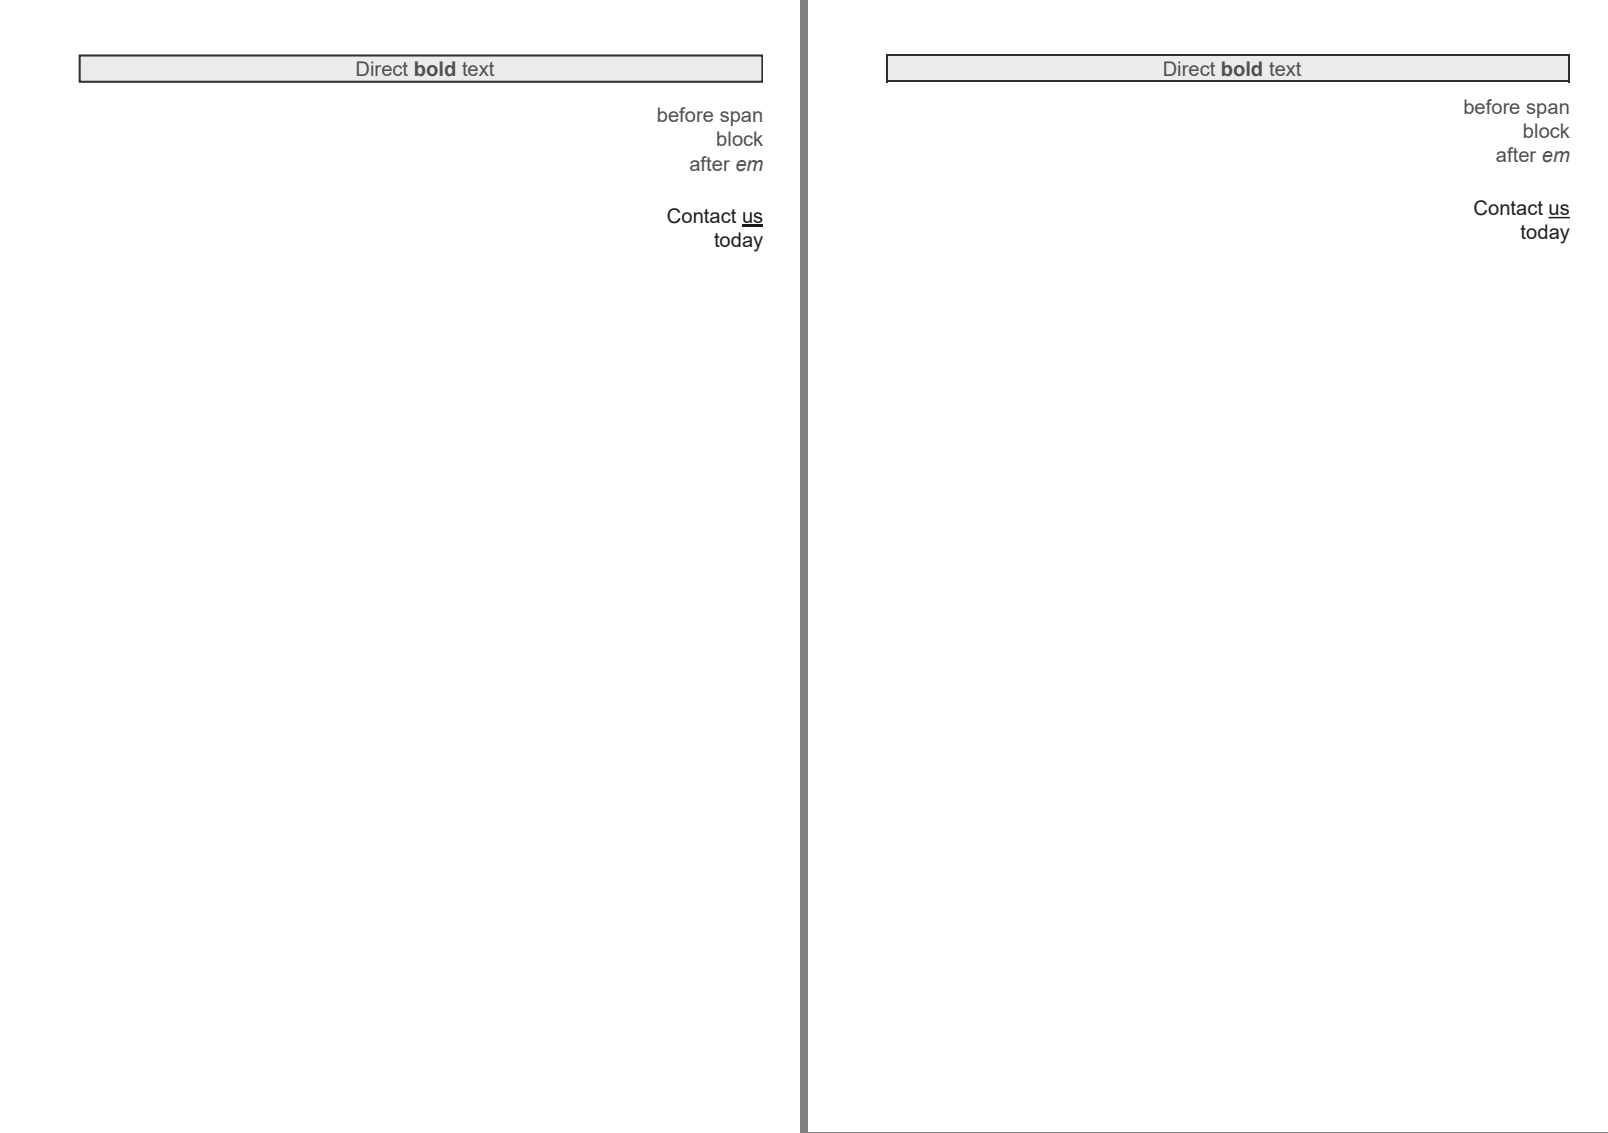 Direct bold text
before span
block
after em
Contact us
today
Direct bold text
before span
block
after em
Contact us
today